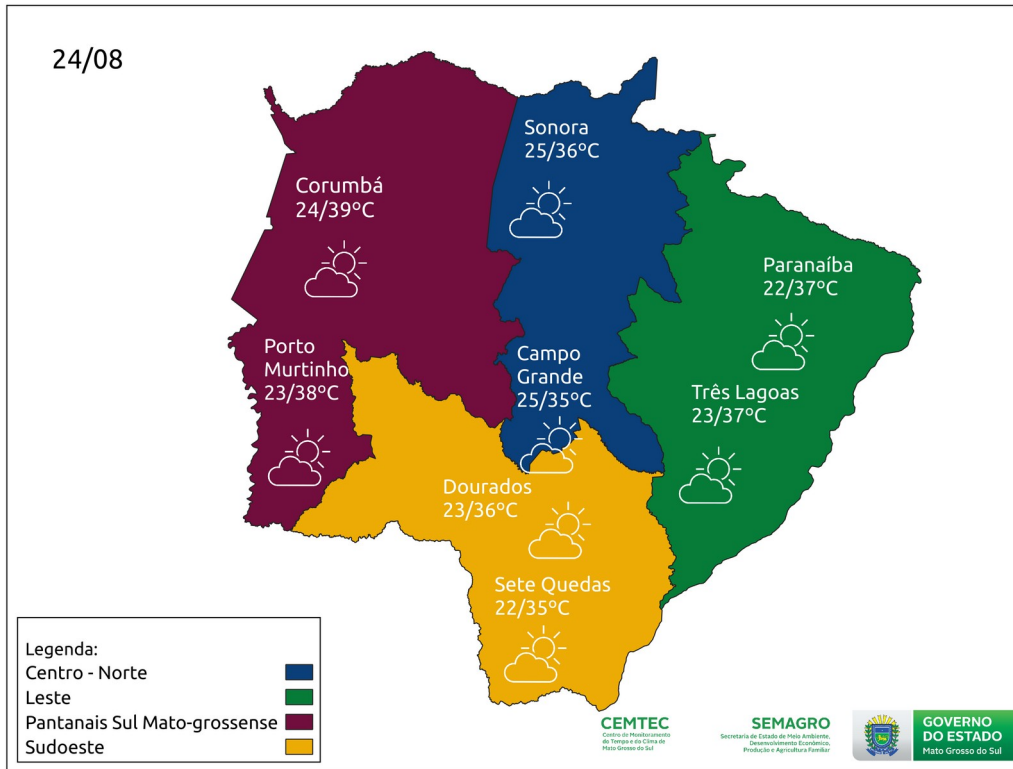 24/08
Sonora
25/36ºC
Corumbá
24/39ºC
Paranaíba
22/37ºC
Porto
Murtinho
23/38ºC
Campo
Grande
25/35ºC
Três Lagoas
23/37ºC
Dourados
23/36ºC
Sete Quedas
22/35ºC
Legenda:
Centro - Norte
Leste
Pantanais Sul Mato-grossense
Sudoeste
CEMTEC
Centro de Monitoramento
do Tempo e do Clima de
Mato Grosso do Sul
SEMAGRO
Secretaria de Estado de Meio Ambiente,
Desenvolvimento Econômico,
Produção e Agricultura Familiar
GOVERNO
DO ESTADO
Mato Grosso do Sul